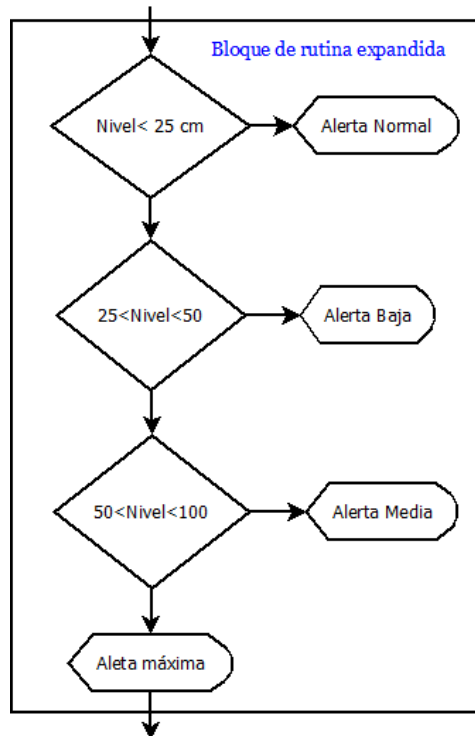 Bloque de rutina expandida
Nivel< 25 cm
Alerta Normal
25<Nivel<50
Alerta Baja
50<Nivel<100
Alerta Media
Aleta máxima